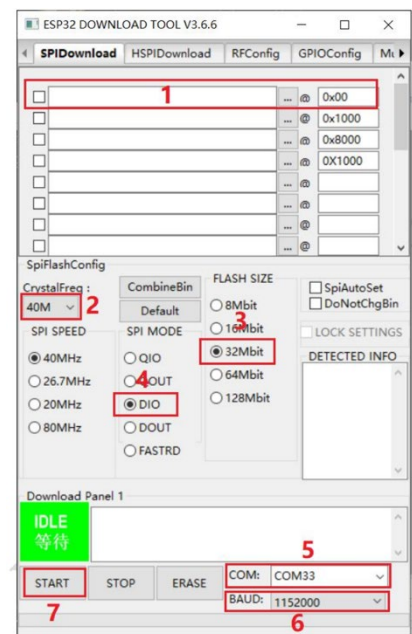 ESP32 DOWNLOAD TOOL V3.6.6
SPIDownload HSPIDownload RFConfig GPIOConfig
1 ... @ 0x00
... @ 0x1000
... @ 0x8000
... @ 0X1000
... @
... @
... @
SpiFlashConfig
CrystalFreq :
40M 2
CombineBin
Default
SPI SPEED
40MHz
26.7MHz
20MHz
80MHz
SPI MODE
QIO
4
DIO
DOUT
FASTRD
FLASH SIZE
8Mbit
3
32Mbit
64Mbit
128Mbit
SpiAutoSet
DoNotChgBin
LOCK SETTINGS
DETECTED INFO
Download Panel 1
IDLE
等待
5
START STOP ERASE
COM: COM33
BAUD: 1152000
7
6